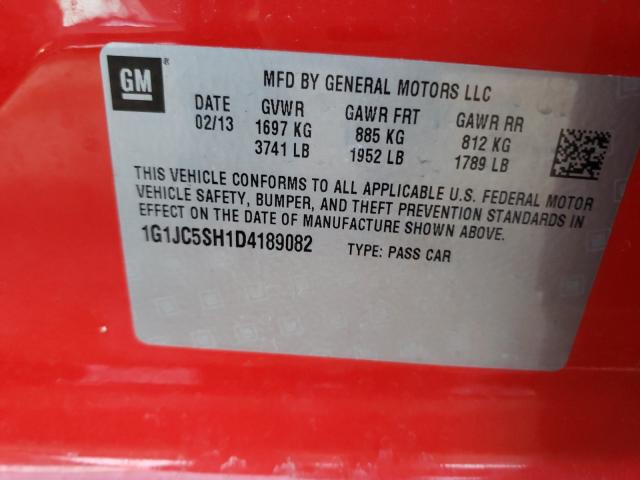 GM ®
MFD BY GENERAL MOTORS LLC
DATE GVWR GAWR FRT GAWR RR
02/13 1697 KG 885 KG 812 KG
3741 LB 1952 LB 1789 LB
THIS VEHICLE CONFORMS TO ALL APPLICABLE U.S. FEDERAL MOTOR
VEHICLE SAFETY, BUMPER, AND THEFT PREVENTION STANDARDS IN
EFFECT ON THE DATE OF MANUFACTURE SHOWN ABOVE.
1G1JC5SH1D4189082 TYPE: PASS CAR